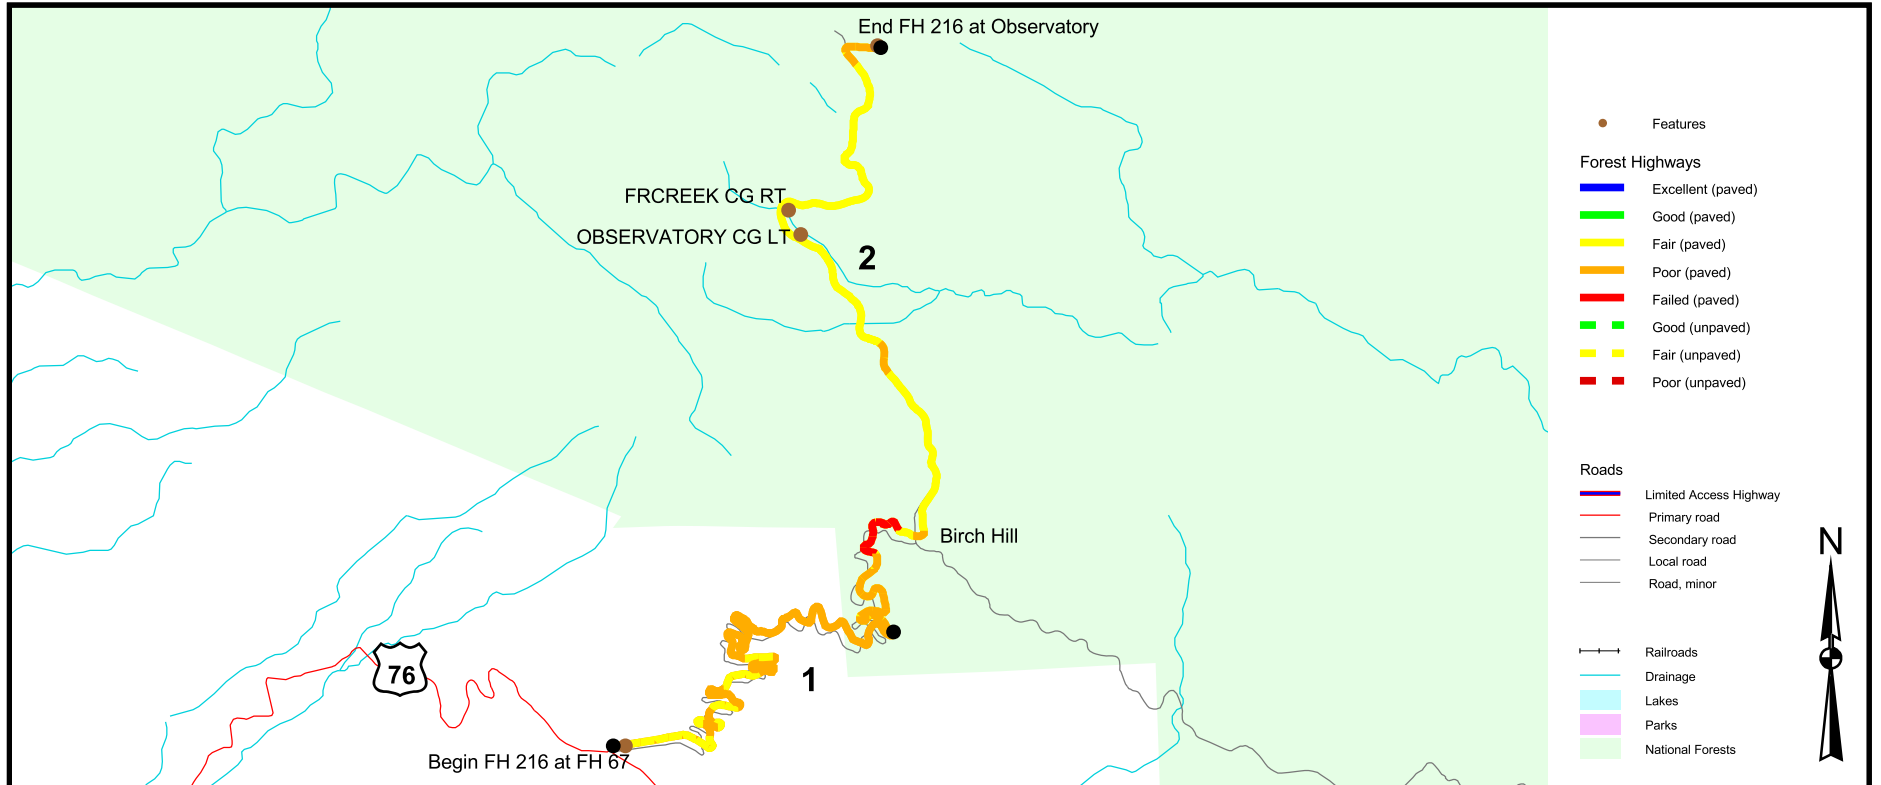 End FH 216 at Observatory
FRCREEK CG RT
OBSERVATORY CG LT
2
Birch Hill
76
1
Begin FH 216 at FH 67
Features
Forest Highways
Excellent (paved)
Good (paved)
Fair (paved)
Poor (paved)
Failed (paved)
Good (unpaved)
Fair (unpaved)
Poor (unpaved)
Roads
Limited Access Highway
Primary road
Secondary road
Local road
Road, minor
N
Railroads
Drainage
Lakes
Parks
National Forests